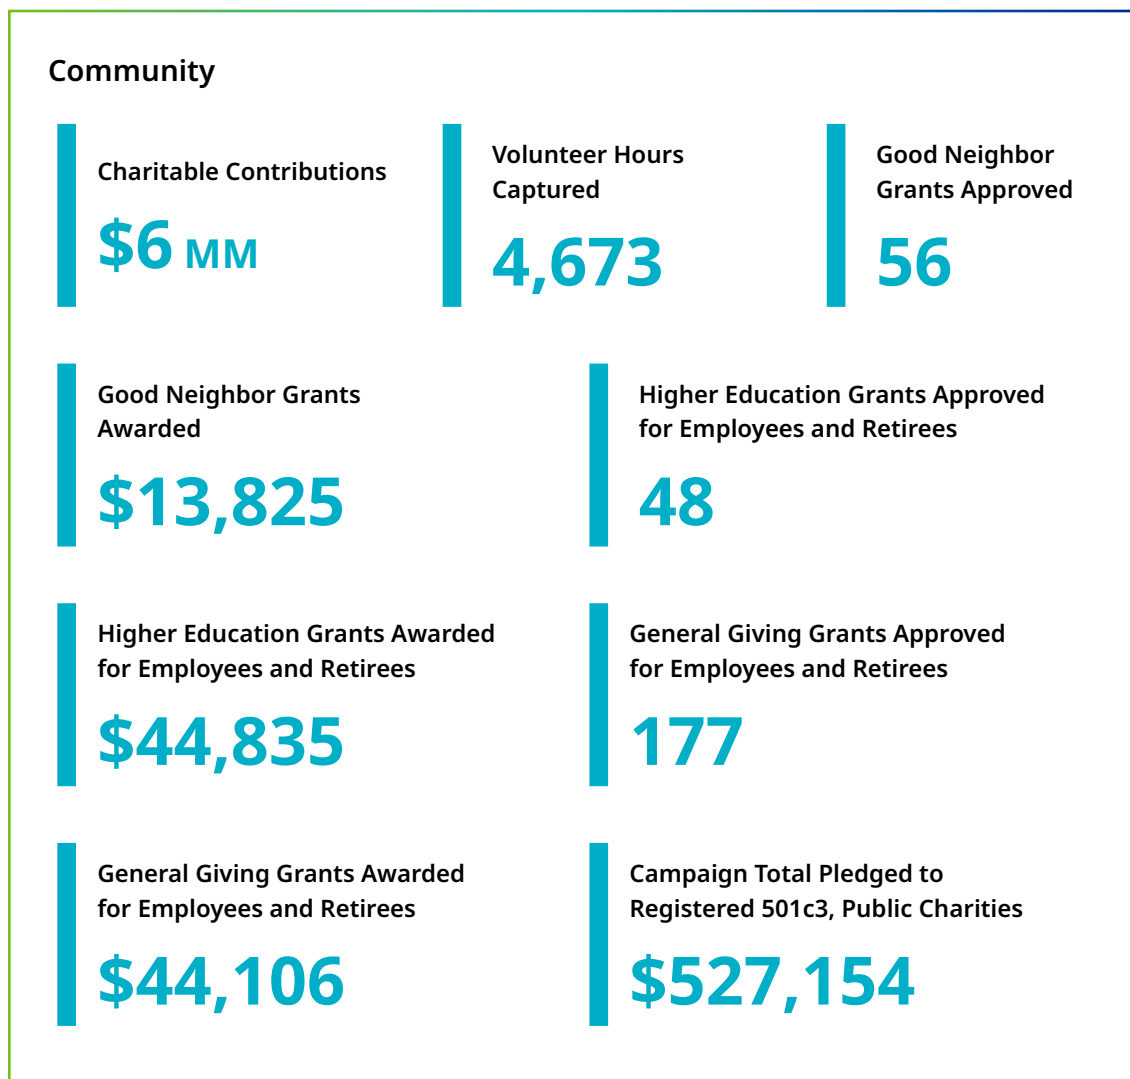 Community
Charitable Contributions
$6 MM
Volunteer Hours
Captured
4,673
Good Neighbor
Grants Approved
56
Good Neighbor Grants
Awarded
$13,825
Higher Education Grants Approved
for Employees and Retirees
48
Higher Education Grants Awarded
for Employees and Retirees
$44,835
General Giving Grants Approved
for Employees and Retirees
177
General Giving Grants Awarded
for Employees and Retirees
$44,106
Campaign Total Pledged to
Registered 501c3, Public Charities
$527,154